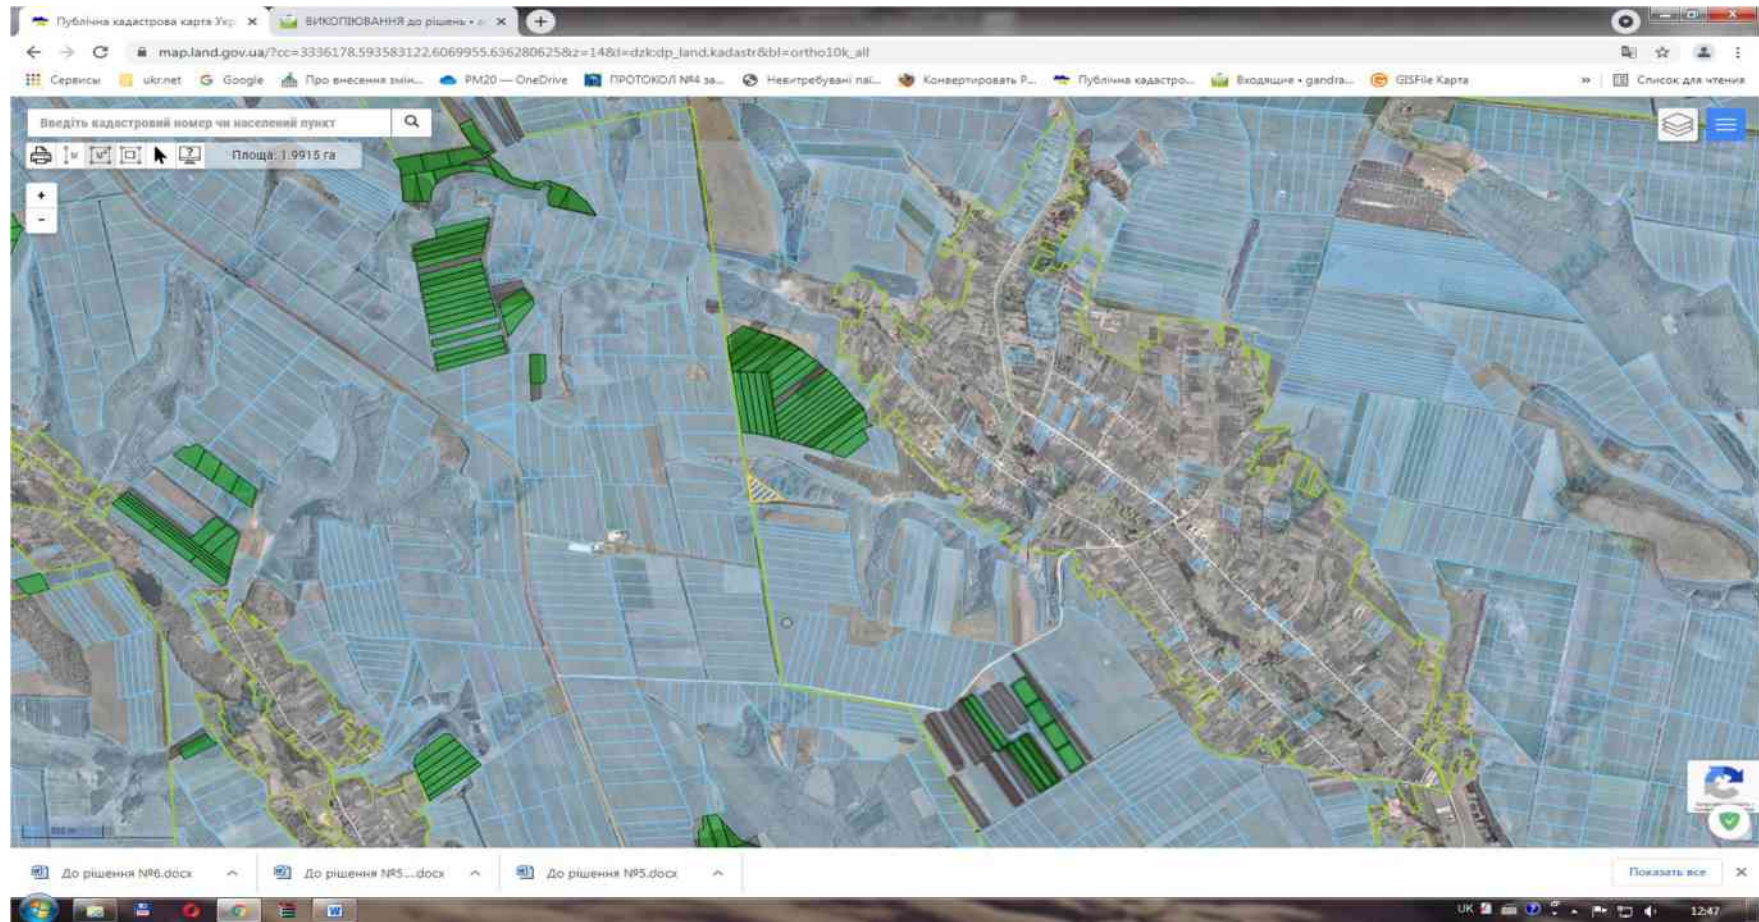 Публічна кадастрова карта Укр
ВИКОПІЮВАННЯ до рішень •
map.land.gov.ua/?cc=3336178.593583122,6069955.636280625&z=14&l=dzk:dp_land.kadastr&bl=ortho10k_all
Сервисы ukr.net Google Про внесення змін... PM20 — OneDrive ПРОТОКОЛ №4 за... Невитребувані паї... Конвертировать P... Публічна кадастро... Входящие • gandra... GISFile Карта » Список для чтения
Введіть кадастровий номер чи населений пункт
Площа: 1.9915 га
+
-
До рішення №6.docx
До рішення №5....docx
До рішення №5.docx
Показать все
UK 12:47